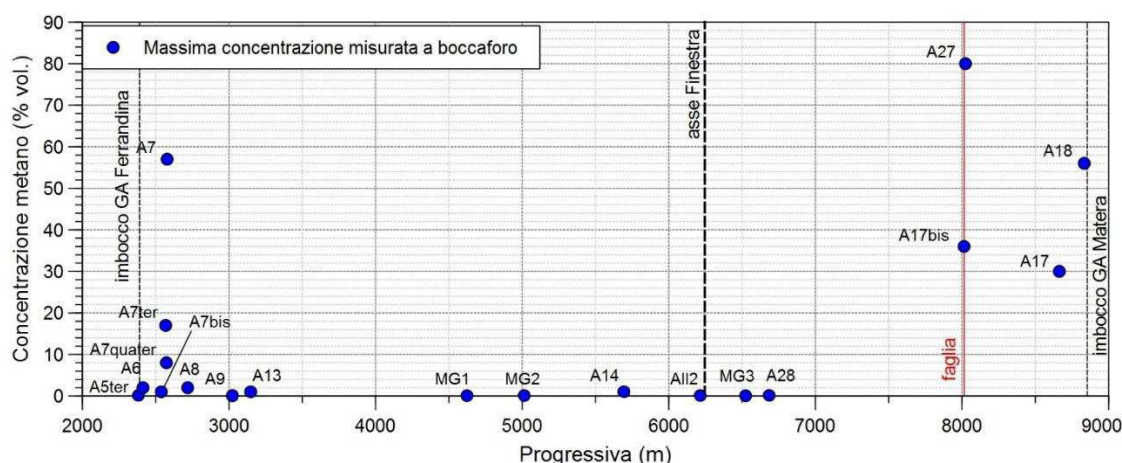 90
80
70
60
50
40
30
20
10
0
Concentrazione metano (% vol.)
Massima concentrazione misurata a boccaforo
imbocco GA Ferrandina
asse Finestra
faglia
imbocco GA Matera
A27
A7
A18
A17bis
A17
A7ter
A7bis
A7quater
A6
A8
A5ter
A9
A13
MG1
MG2
A14
All2
MG3
A28
2000
3000
4000
5000
6000
7000
8000
9000
Progressiva (m)